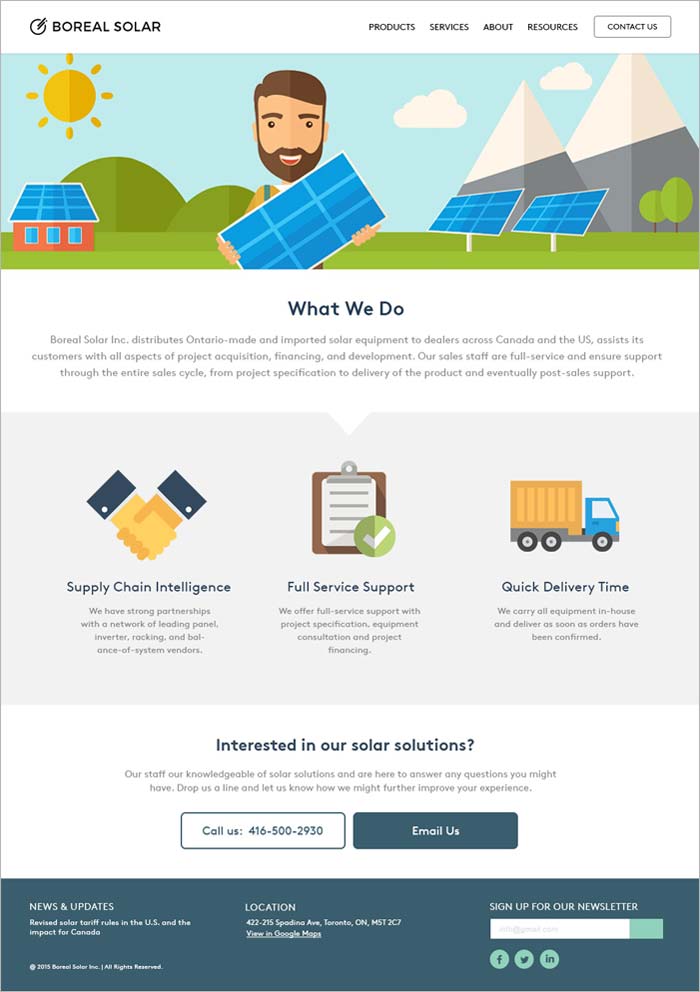 BOREAL SOLAR
PRODUCTS SERVICES ABOUT RESOURCES CONTACT US
What We Do
Boreal Solar Inc. distributes Ontario-made and imported solar equipment to dealers across Canada and the US, assists its
customers with all aspects of project acquisition, financing, and development. Our sales staff are full-service and ensure support
through the entire sales cycle, from project specification to delivery of the product and eventually post-sales support.
Supply Chain Intelligence
We have strong partnerships
with a network of leading panel,
inverter, racking, and bal-
ance-of-system vendors.
Full Service Support
We offer full-service support with
project specification, equipment
consultation and project
financing.
Quick Delivery Time
We carry all equipment in-house
and deliver as soon as orders have
been confirmed.
Interested in our solar solutions?
Our staff our knowledgeable of solar solutions and are here to answer any questions you might
have. Drop us a line and let us know how we might further improve your experience.
Call us: 416-500-2930
Email Us
NEWS & UPDATES
Revised solar tariff rules in the U.S. and the
impact for Canada
@ 2015 Boreal Solar Inc. | All Rights Reserved.
LOCATION
422-215 Spadina Ave, Toronto, ON, M5T 2C7
View in Google Maps
SIGN UP FOR OUR NEWSLETTER
info@gmail.com
f
in